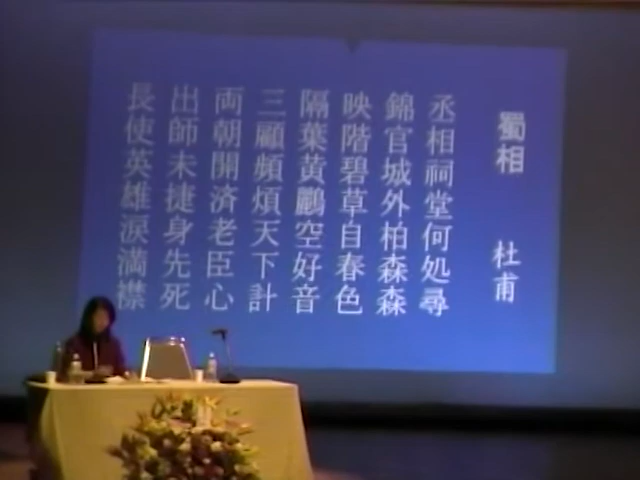 蜀相 杜甫
丞相祠堂何処尋
錦官城外柏森森
映階碧草自春色
隔葉黄鸝空好音
三顧頻煩天下計
両朝開済老臣心
出師未捷身先死
長使英雄涙満襟